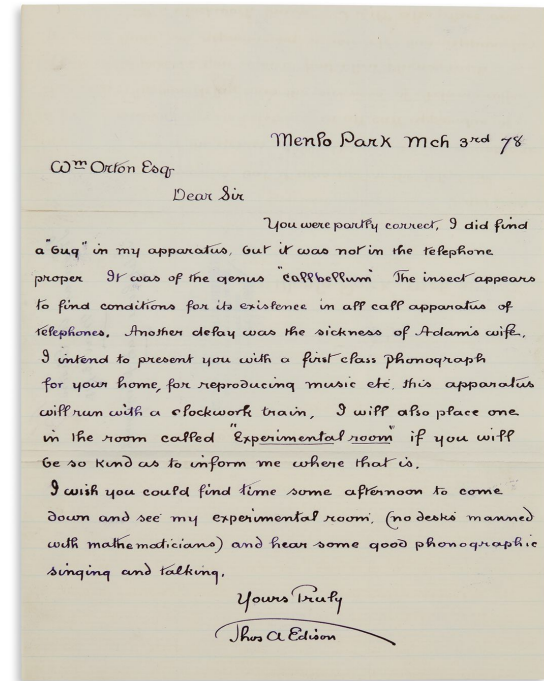 Menlo Park Mch 3rd 78
Wm Orton Esq
Dear Sir
You were partly correct, I did find
a "bug" in my apparatus, but it was not in the telephone
proper It was of the genus "callbellum" The insect appears
to find conditions for its existence in all call apparatus of
telephones. Another delay was the sickness of Adams wife.
I intend to present you with a first class phonograph
for your home, for reproducing music etc. this apparatus
will run with a clockwork train, I will also place one
in the room called "Experimental room" if you will
be so kind as to inform me where that is.
I wish you could find time some afternoon to come
down and see my experimental room, (no desks manned
with mathematicians) and hear some good phonographic
singing and talking.
Yours Truly
Thos A Edison